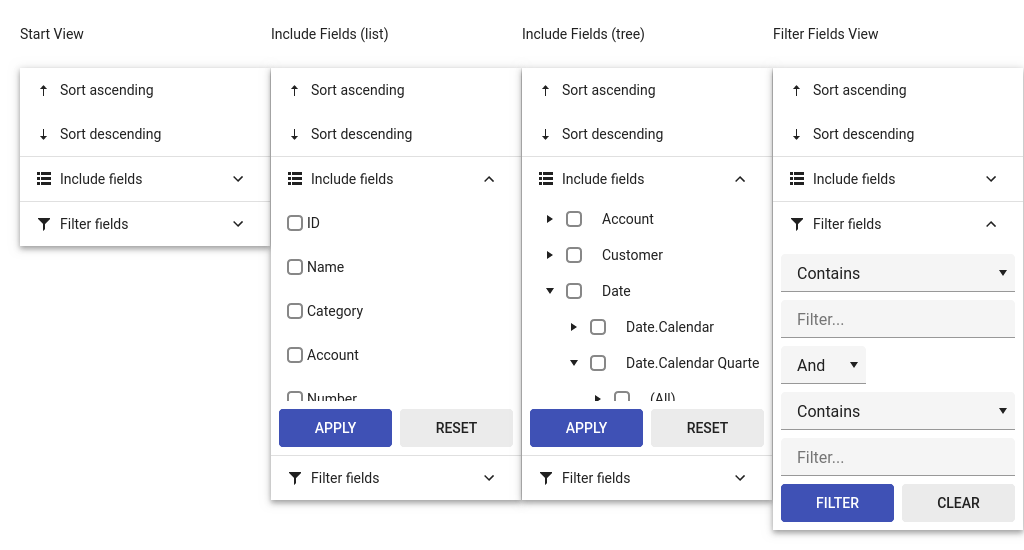 Start View
Sort ascending
Sort descending
Include fields
Filter fields
Include Fields (list)
Sort ascending
Sort descending
Include fields
ID
Name
Category
Account
Number
APPLY
RESET
Filter fields
Include Fields (tree)
Sort ascending
Sort descending
Include fields
Account
Customer
Date
Date.Calendar
Date.Calendar Quarte
(All)
APPLY
RESET
Filter fields
Filter Fields View
Sort ascending
Sort descending
Include fields
Filter fields
Contains
Filter...
And
Contains
Filter...
FILTER
CLEAR